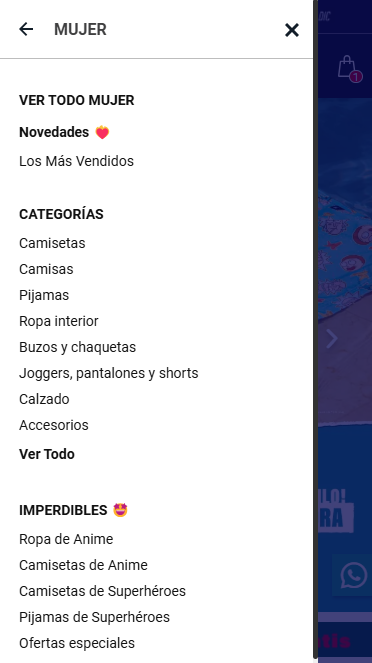 MUJER
VER TODO MUJER
Novedades
Los Más Vendidos
CATEGORÍAS
Camisetas
Camisas
Pijamas
Ropa interior
Buzos y chaquetas
Joggers, pantalones y shorts
Calzado
Accesorios
Ver Todo
IMPERDIBLES
Ropa de Anime
Camisetas de Anime
Camisetas de Superhéroes
Pijamas de Superhéroes
Ofertas especiales
1